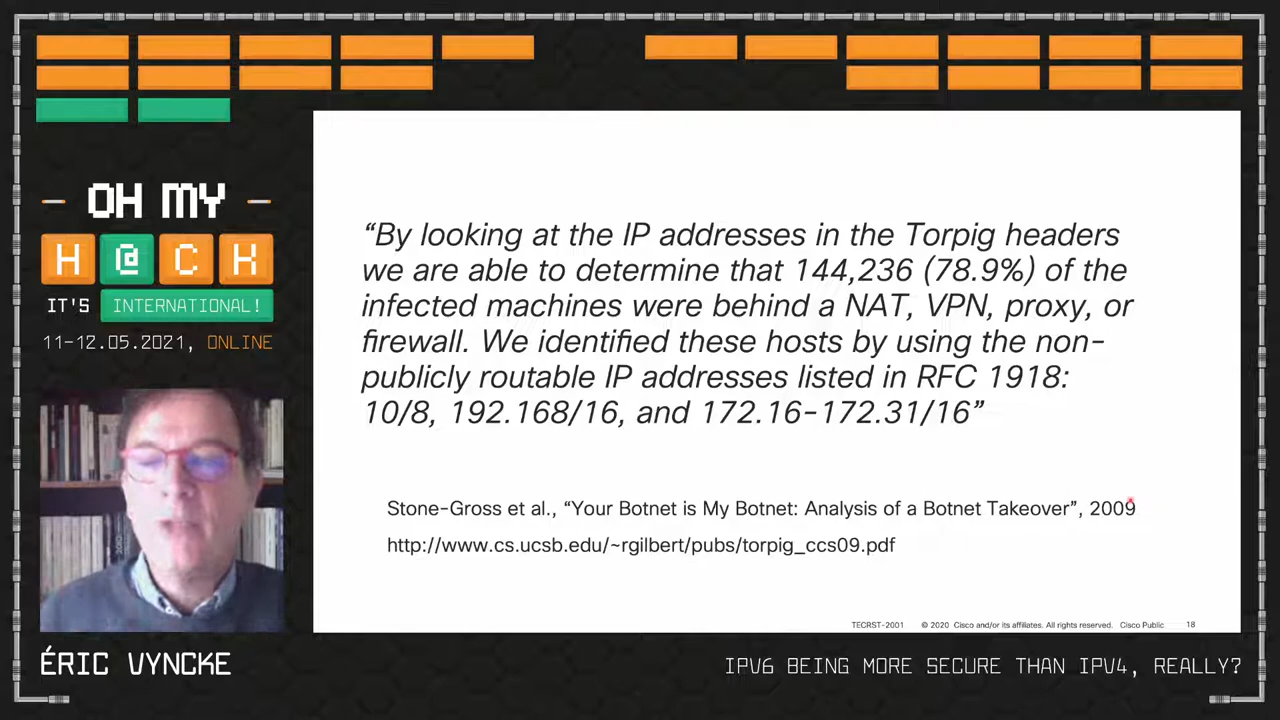 OH MY
H@CK
IT'S INTERNATIONAL!
11-12.05.2021, ONLINE
“By looking at the IP addresses in the Torpig headers
we are able to determine that 144,236 (78.9%) of the
infected machines were behind a NAT, VPN, proxy, or
firewall. We identified these hosts by using the non-
publicly routable IP addresses listed in RFC 1918:
10/8, 192.168/16, and 172.16-172.31/16”
Stone-Gross et al., “Your Botnet is My Botnet: Analysis of a Botnet Takeover”, 2009
http://www.cs.ucsb.edu/~rgilbert/pubs/torpig_ccs09.pdf
TECRST-2001 © 2020 Cisco and/or its affiliates. All rights reserved. Cisco Public 18
ÉRIC VYNCKE
IPV6 BEING MORE SECURE THAN IPV4, REALLY?